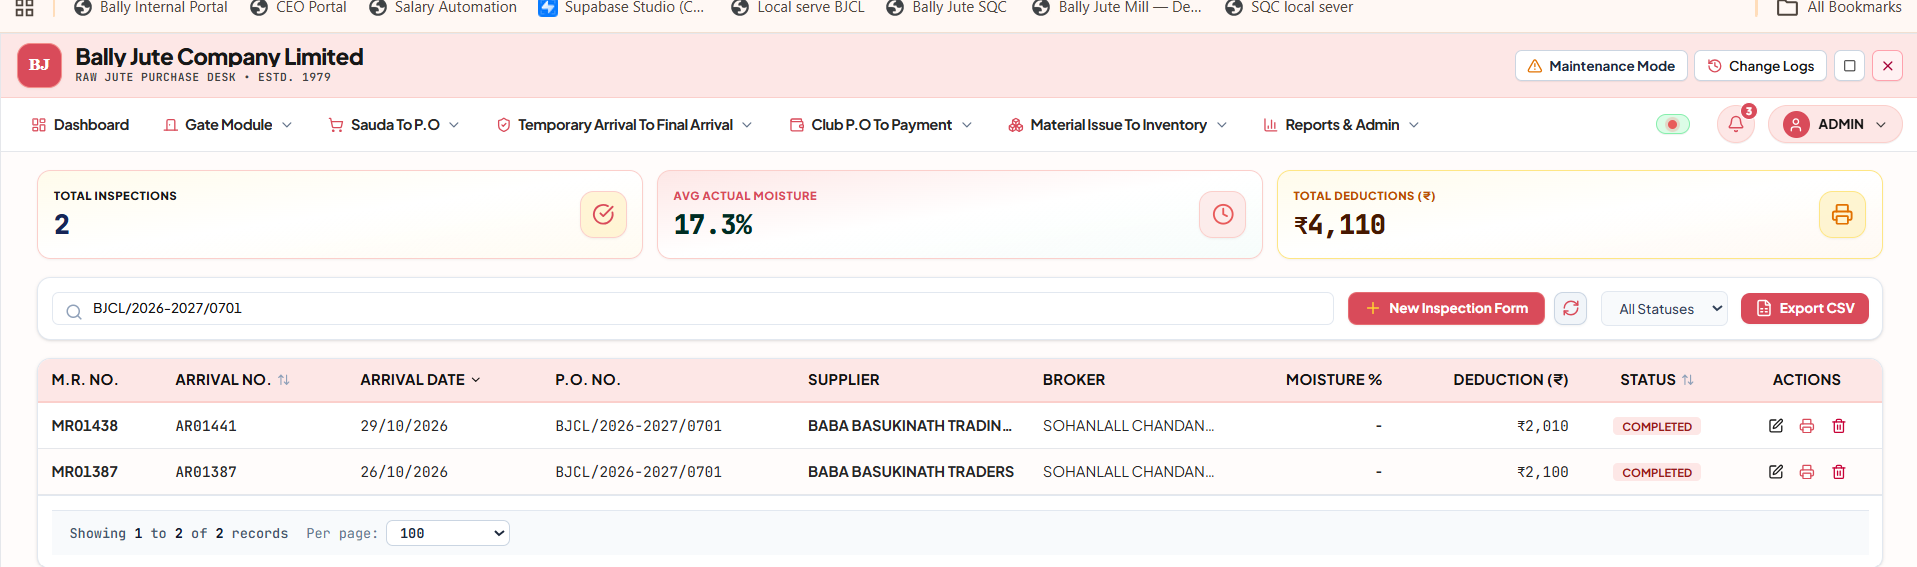 Bally Internal Portal CEO Portal Salary Automation Supabase Studio (C... Local serve BJCL Bally Jute SQC Bally Jute Mill — De... SQC local sever All Bookmarks
BJ Bally Jute Company Limited
RAW JUTE PURCHASE DESK • ESTD. 1979
Maintenance Mode Change Logs
Dashboard Gate Module Sauda To P.O Temporary Arrival To Final Arrival Club P.O To Payment Material Issue To Inventory Reports & Admin 3 ADMIN
TOTAL INSPECTIONS
2
AVG ACTUAL MOISTURE
17.3%
TOTAL DEDUCTIONS (₹)
₹4,110
BJCL/2026-2027/0701 New Inspection Form All Statuses Export CSV
M.R. NO. ARRIVAL NO. ARRIVAL DATE P.O. NO. SUPPLIER BROKER MOISTURE % DEDUCTION (₹) STATUS ACTIONS
MR01438 AR01441 29/10/2026 BJCL/2026-2027/0701 BABA BASUKINATH TRADIN... SOHANLALL CHANDAN... - ₹2,010 COMPLETED
MR01387 AR01387 26/10/2026 BJCL/2026-2027/0701 BABA BASUKINATH TRADERS SOHANLALL CHANDAN... - ₹2,100 COMPLETED
Showing 1 to 2 of 2 records Per page: 100